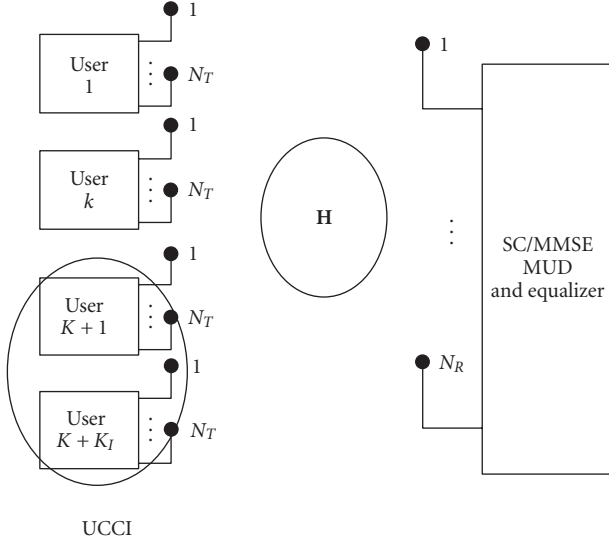 1
User
1
⋮
N_T
1
User
k
⋮
N_T
1
User
K + 1
⋮
N_T
1
User
K + K_I
⋮
N_T
UCCI
H
1
⋮
N_R
SC/MMSE
MUD
and equalizer